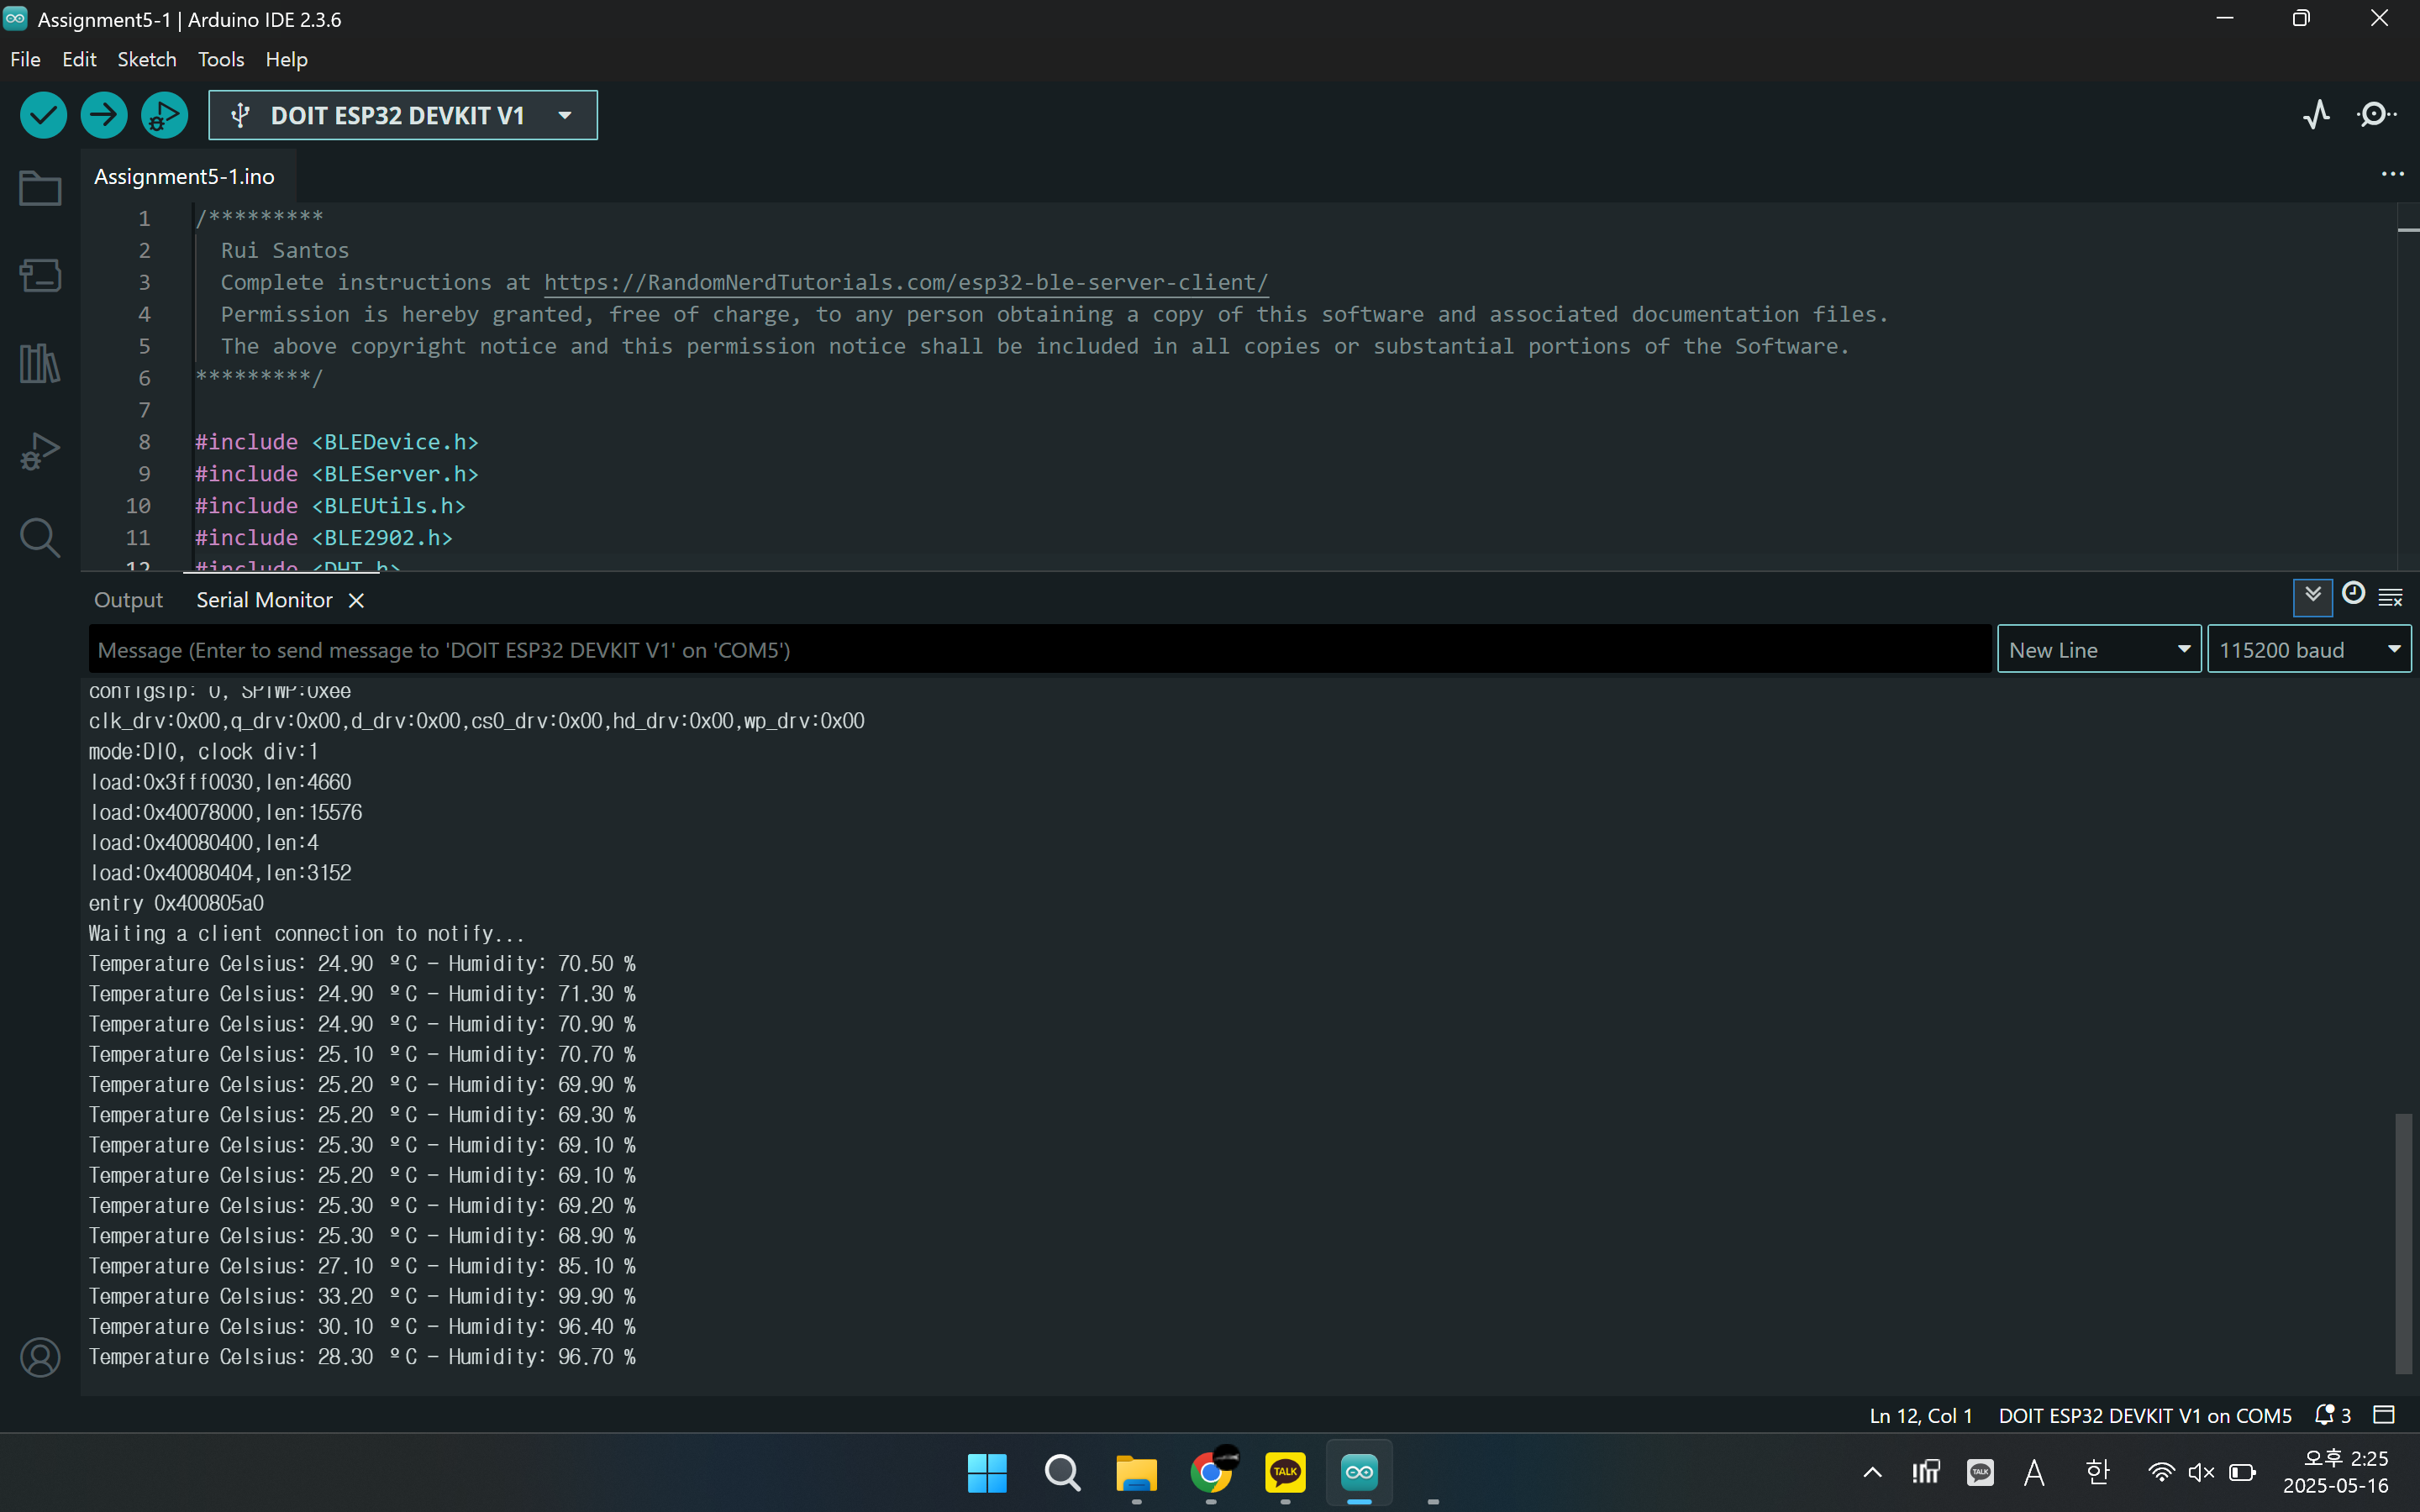 Assignment5-1 | Arduino IDE 2.3.6
File Edit Sketch Tools Help
DOIT ESP32 DEVKIT V1
Assignment5-1.ino
1 /*********
2 Rui Santos
3 Complete instructions at https://RandomNerdTutorials.com/esp32-ble-server-client/
4 Permission is hereby granted, free of charge, to any person obtaining a copy of this software and associated documentation files.
5 The above copyright notice and this permission notice shall be included in all copies or substantial portions of the Software.
6 *********/
7
8 #include <BLEDevice.h>
9 #include <BLEServer.h>
10 #include <BLEUtils.h>
11 #include <BLE2902.h>
12 #include <DHT.h>
Output Serial Monitor
Message (Enter to send message to 'DOIT ESP32 DEVKIT V1' on 'COM5') New Line 115200 baud
configsip: 0, SPIWP:0xee
clk_drv:0x00,q_drv:0x00,d_drv:0x00,cs0_drv:0x00,hd_drv:0x00,wp_drv:0x00
mode:DIO, clock div:1
load:0x3fff0030,len:4660
load:0x40078000,len:15576
load:0x40080400,len:4
load:0x40080404,len:3152
entry 0x400805a0
Waiting a client connection to notify...
Temperature Celsius: 24.90 ºC - Humidity: 70.50 %
Temperature Celsius: 24.90 ºC - Humidity: 71.30 %
Temperature Celsius: 24.90 ºC - Humidity: 70.90 %
Temperature Celsius: 25.10 ºC - Humidity: 70.70 %
Temperature Celsius: 25.20 ºC - Humidity: 69.90 %
Temperature Celsius: 25.20 ºC - Humidity: 69.30 %
Temperature Celsius: 25.30 ºC - Humidity: 69.10 %
Temperature Celsius: 25.20 ºC - Humidity: 69.10 %
Temperature Celsius: 25.30 ºC - Humidity: 69.20 %
Temperature Celsius: 25.30 ºC - Humidity: 68.90 %
Temperature Celsius: 27.10 ºC - Humidity: 85.10 %
Temperature Celsius: 33.20 ºC - Humidity: 99.90 %
Temperature Celsius: 30.10 ºC - Humidity: 96.40 %
Temperature Celsius: 28.30 ºC - Humidity: 96.70 %
Ln 12, Col 1 DOIT ESP32 DEVKIT V1 on COM5 3
TALK TALK A 한 오후 2:25
2025-05-16